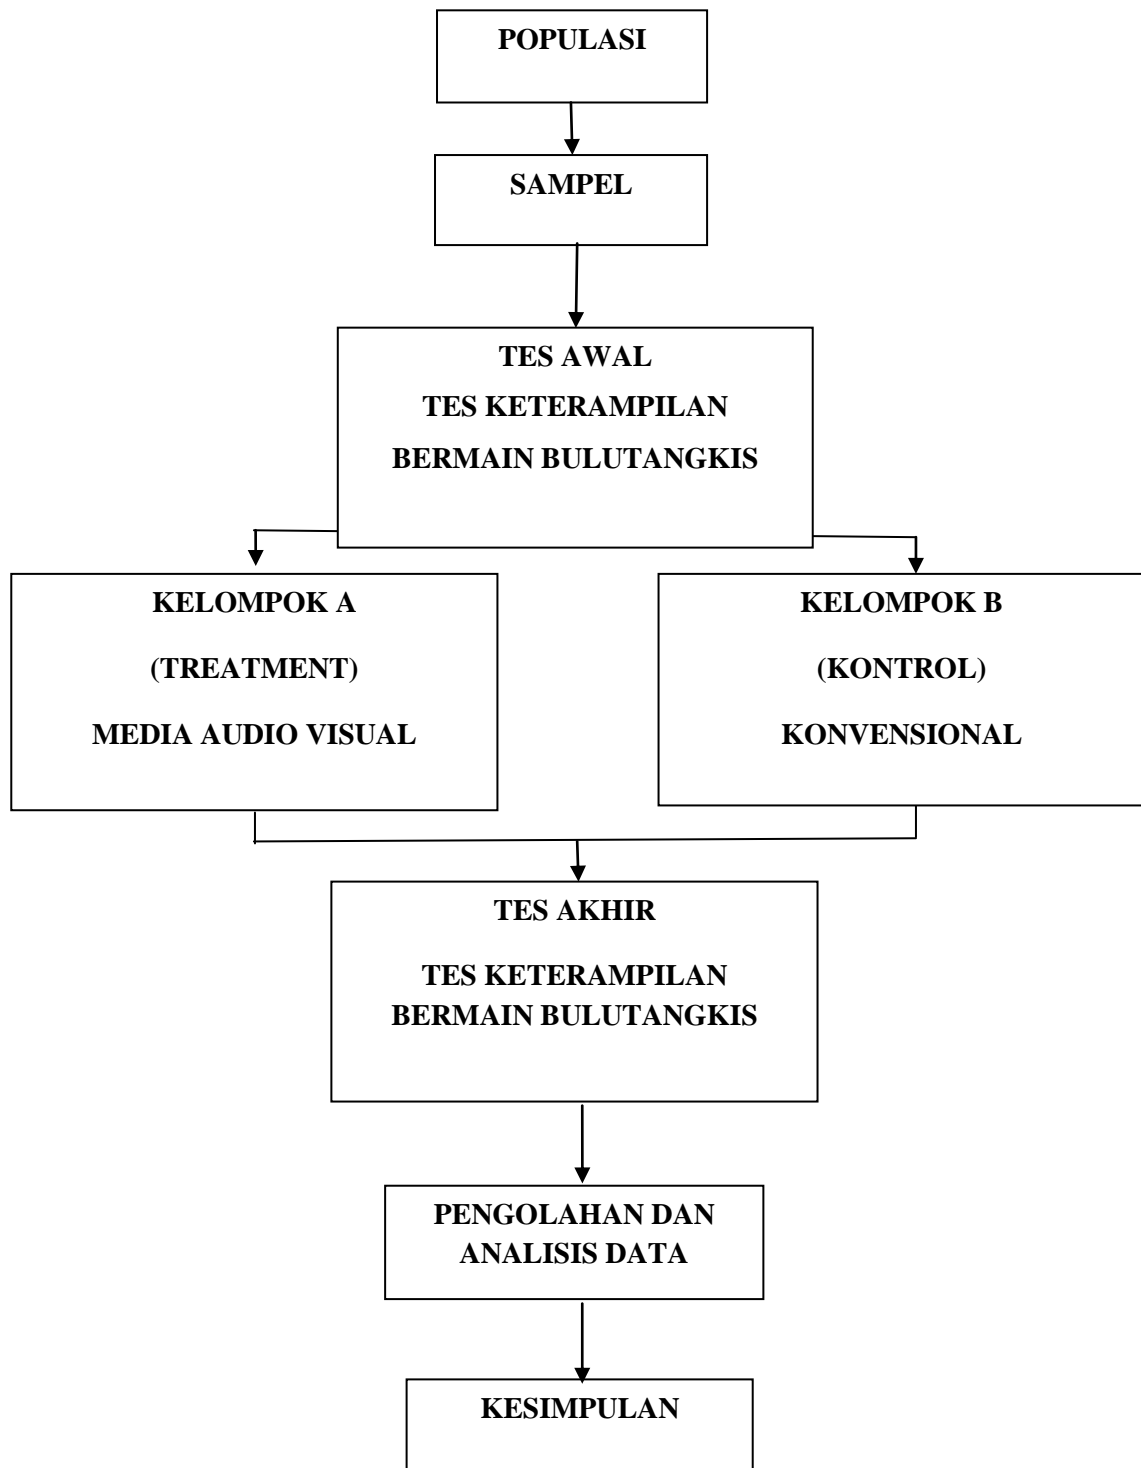 POPULASI
SAMPEL
TES AWAL
TES KETERAMPILAN
BERMAIN BULUTANGKIS
KELOMPOK A
(TREATMENT)
MEDIA AUDIO VISUAL
KELOMPOK B
(KONTROL)
KONVENSIONAL
TES AKHIR
TES KETERAMPILAN
BERMAIN BULUTANGKIS
PENGOLAHAN DAN
ANALISIS DATA
KESIMPULAN